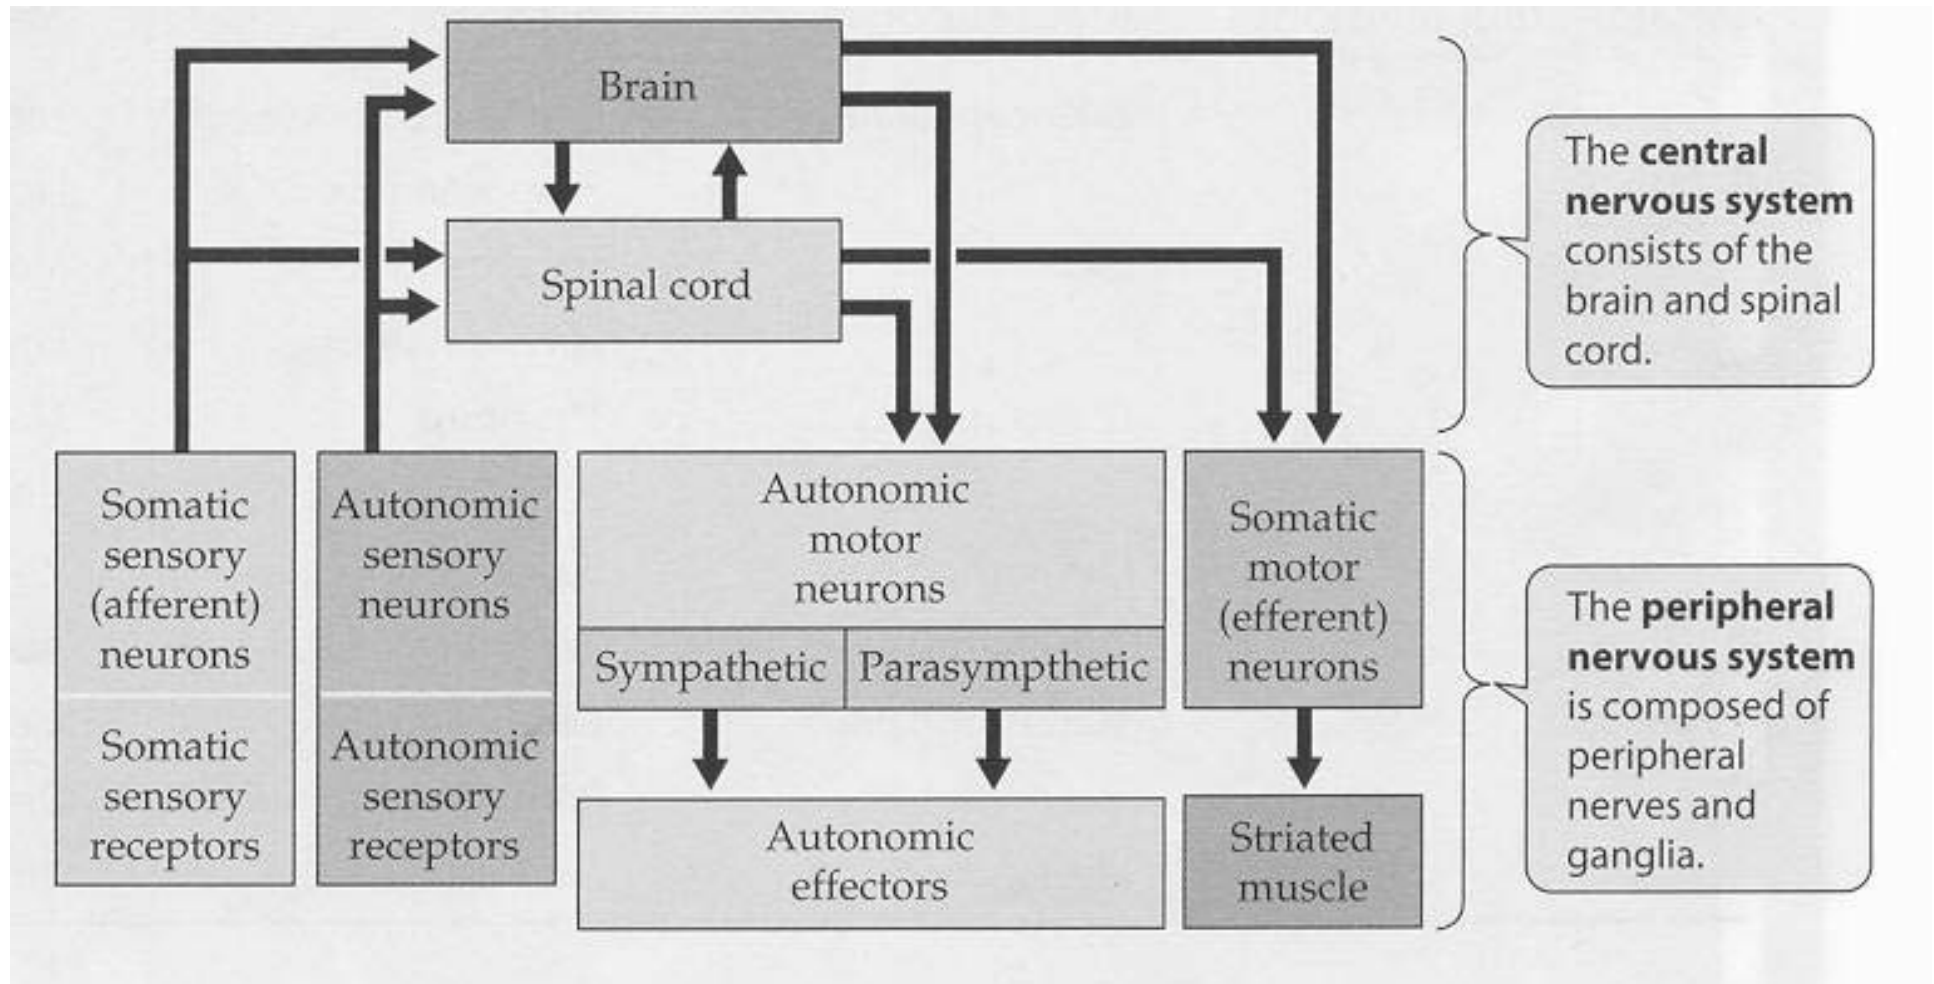 Brain
Spinal cord
The central
nervous system
consists of the
brain and spinal
cord.
Somatic
sensory
(afferent)
neurons
Somatic
sensory
receptors
Autonomic
sensory
neurons
Autonomic
sensory
receptors
Autonomic
motor
neurons
Sympathetic
Parasympthetic
Autonomic
effectors
Somatic
motor
(efferent)
neurons
Striated
muscle
The peripheral
nervous system
is composed of
peripheral
nerves and
ganglia.